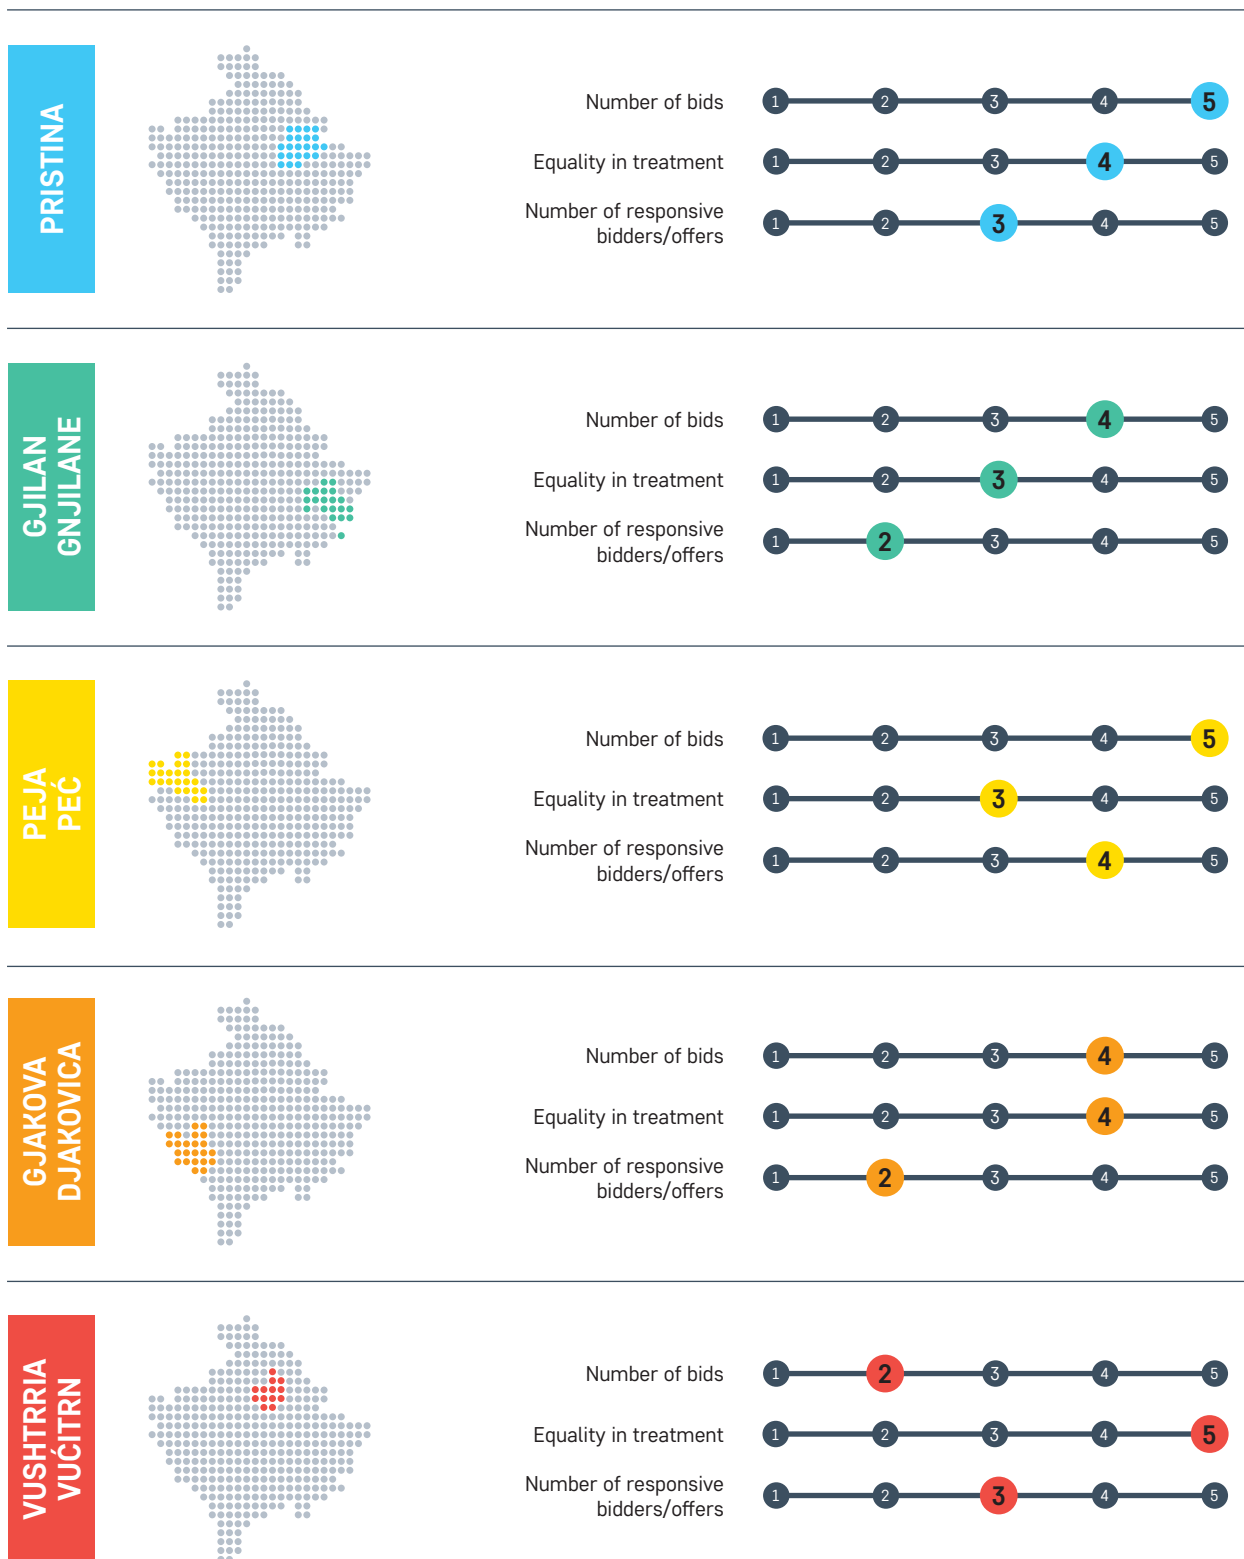 PRISTINA
Number of bids
1 2 3 4 5
Equality in treatment
1 2 3 4 5
Number of responsive
bidders/offers
1 2 3 4 5
GJILAN
GNJILANE
Number of bids
1 2 3 4 5
Equality in treatment
1 2 3 4 5
Number of responsive
bidders/offers
1 2 3 4 5
PEJA
PEĆ
Number of bids
1 2 3 4 5
Equality in treatment
1 2 3 4 5
Number of responsive
bidders/offers
1 2 3 4 5
GJAKOVA
DJAKOVICA
Number of bids
1 2 3 4 5
Equality in treatment
1 2 3 4 5
Number of responsive
bidders/offers
1 2 3 4 5
VUSHTRRIA
VUĆITRN
Number of bids
1 2 3 4 5
Equality in treatment
1 2 3 4 5
Number of responsive
bidders/offers
1 2 3 4 5